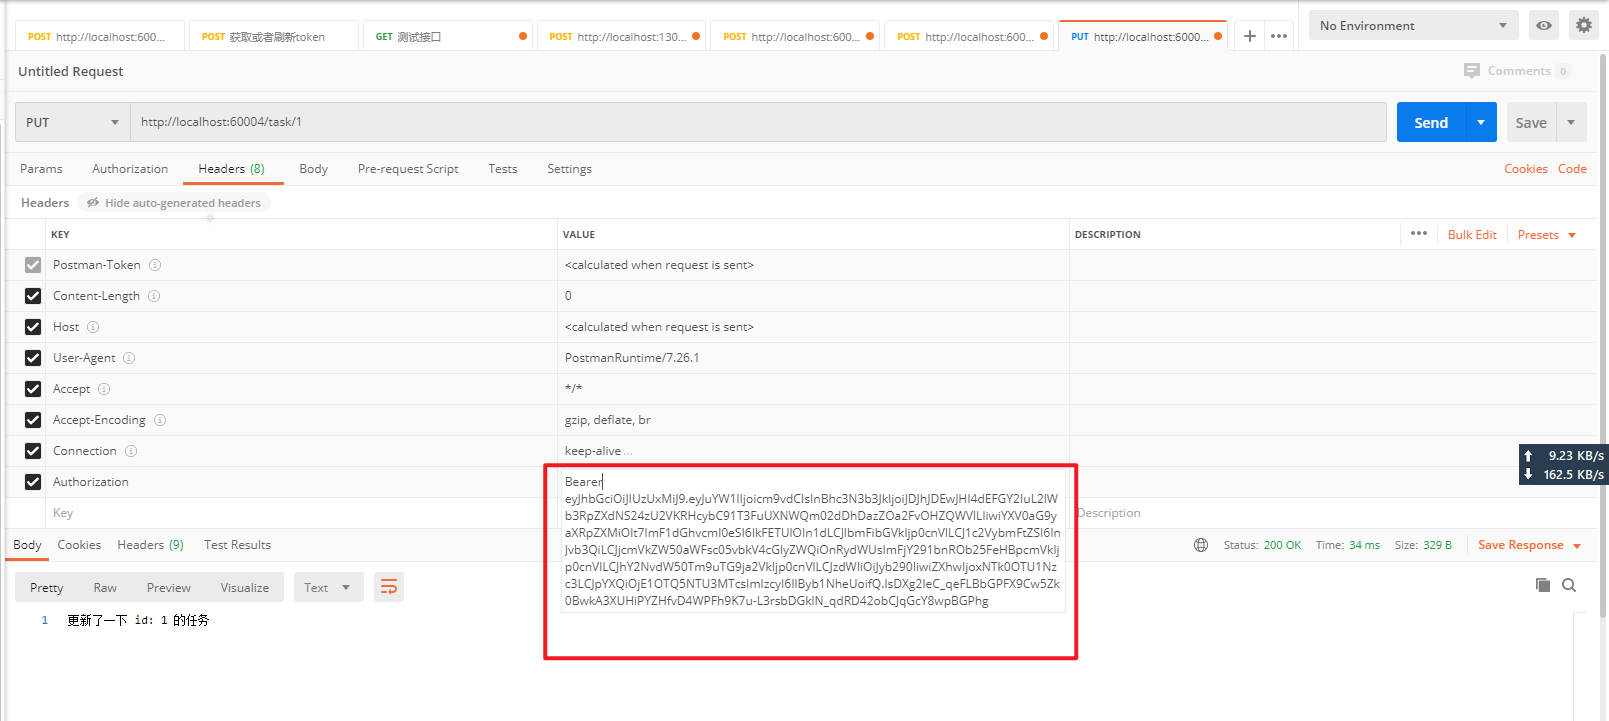 POST http://localhost:600...
POST 获取或者刷新token
GET 测试接口
POST http://localhost:130...
POST http://localhost:600...
POST http://localhost:600...
PUT http://localhost:6000...
No Environment
Untitled Request
Comments 0
PUT http://localhost:60004/task/1
Send
Save
Params Authorization Headers (8) Body Pre-request Script Tests Settings Cookies Code
Headers Hide auto-generated headers
KEY VALUE DESCRIPTION ••• Bulk Edit Presets
Postman-Token <calculated when request is sent>
Content-Length 0
Host <calculated when request is sent>
User-Agent PostmanRuntime/7.26.1
Accept */*
Accept-Encoding gzip, deflate, br
Connection keep-alive ...
9.23 KB/s
162.5 KB/s
Authorization
Bearer
Key
Description
Body Cookies Headers (9) Test Results Status: 200 OK Time: 34 ms Size: 329 B Save Response
Pretty Raw Preview Visualize Text
1 更新了一下 id: 1 的任务